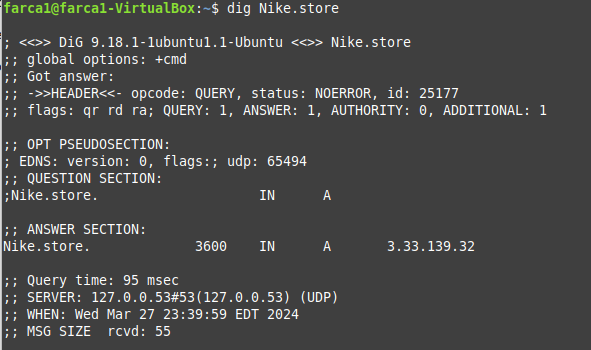 farca1@farca1-VirtualBox:~$ dig Nike.store
; <<>> DiG 9.18.1-1ubuntu1.1-Ubuntu <<>> Nike.store
;; global options: +cmd
;; Got answer:
;; ->>HEADER<<- opcode: QUERY, status: NOERROR, id: 25177
;; flags: qr rd ra; QUERY: 1, ANSWER: 1, AUTHORITY: 0, ADDITIONAL: 1
;; OPT PSEUDOSECTION:
; EDNS: version: 0, flags:; udp: 65494
;; QUESTION SECTION:
;Nike.store. IN A
;; ANSWER SECTION:
Nike.store. 3600 IN A 3.33.139.32
;; Query time: 95 msec
;; SERVER: 127.0.0.53#53(127.0.0.53) (UDP)
;; WHEN: Wed Mar 27 23:39:59 EDT 2024
;; MSG SIZE rcvd: 55